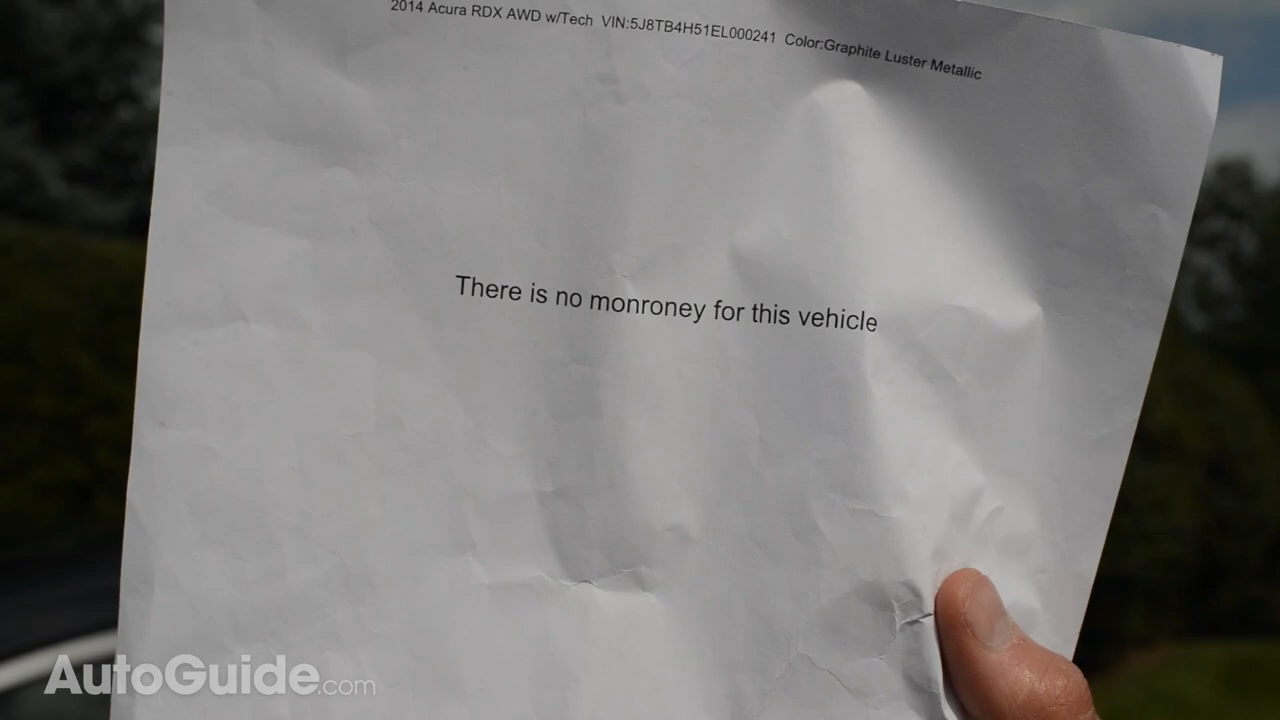 2014 Acura RDX AWD w/Tech VIN:5J8TB4H51EL000241 Color:Graphite Luster Metallic
There is no monroney for this vehicle
AutoGuide.com